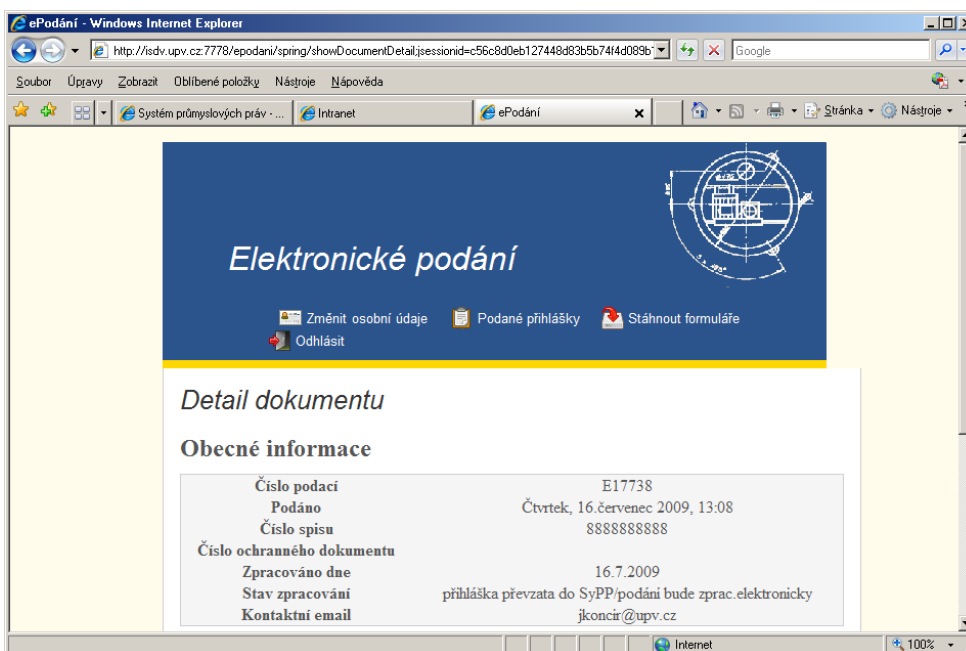 ePodání - Windows Internet Explorer
http://isdv.upv.cz:7778/epodani/spring/showDocumentDetail;jsessionid=c56c8d0eb127448d83b5b74f4d089b
Google
Soubor Úpravy Zobrazit Oblíbené položky Nástroje Nápověda
Systém průmyslových práv - ... Intranet ePodání Stránka Nástroje
Elektronické podání
Změnit osobní údaje Podané přihlášky Stáhnout formuláře
Odhlásit
Detail dokumentu
Obecné informace
Číslo podací E17738
Podáno Čtvrtek, 16.červenec 2009, 13:08
Číslo spisu 8888888888
Číslo ochranného dokumentu
Zpracováno dne 16.7.2009
Stav zpracování přihláška převzata do SyPP/podáni bude zprac.elektronicky
Kontaktní email jkoncir@upv.cz
Internet 100%